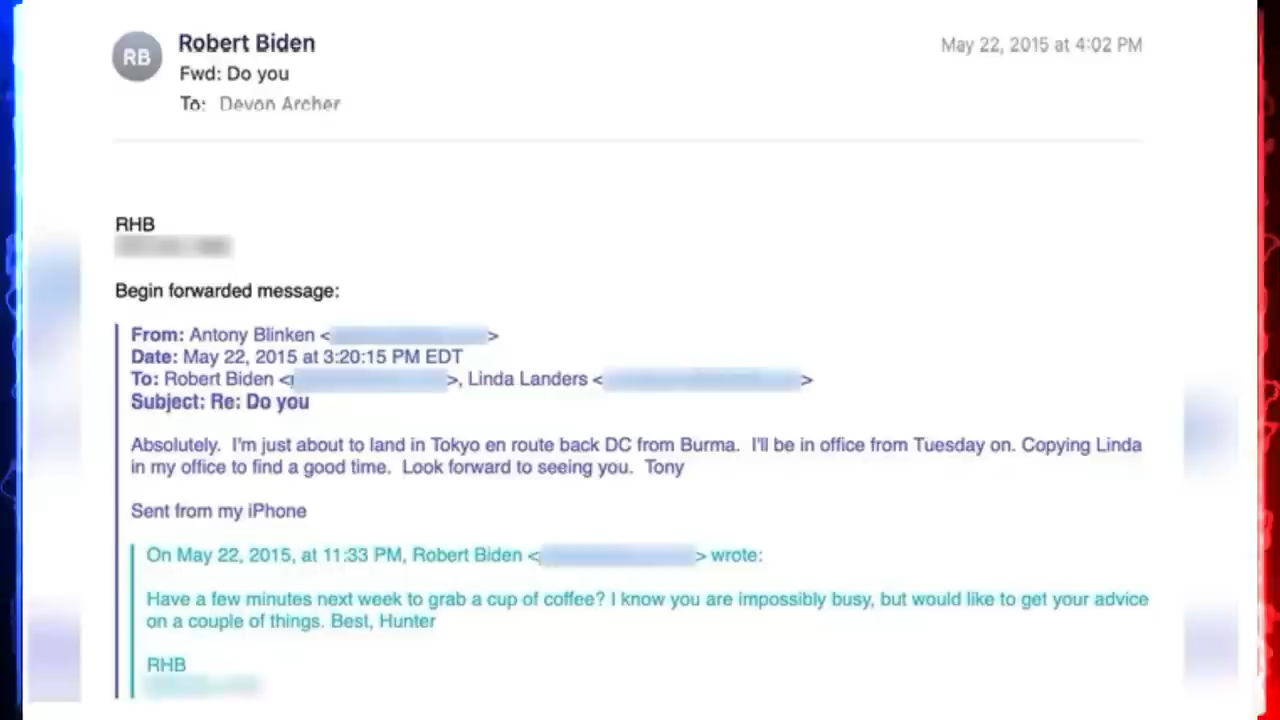 RB
Robert Biden
May 22, 2015 at 4:02 PM
Fwd: Do you
To: Devon Archer
RHB
Begin forwarded message:
From: Antony Blinken < >
Date: May 22, 2015 at 3:20:15 PM EDT
To: Robert Biden < >, Linda Landers < >
Subject: Re: Do you
Absolutely. I'm just about to land in Tokyo en route back DC from Burma. I'll be in office from Tuesday on. Copying Linda
in my office to find a good time. Look forward to seeing you. Tony
Sent from my iPhone
On May 22, 2015, at 11:33 PM, Robert Biden < > wrote:
Have a few minutes next week to grab a cup of coffee? I know you are impossibly busy, but would like to get your advice
on a couple of things. Best, Hunter
RHB